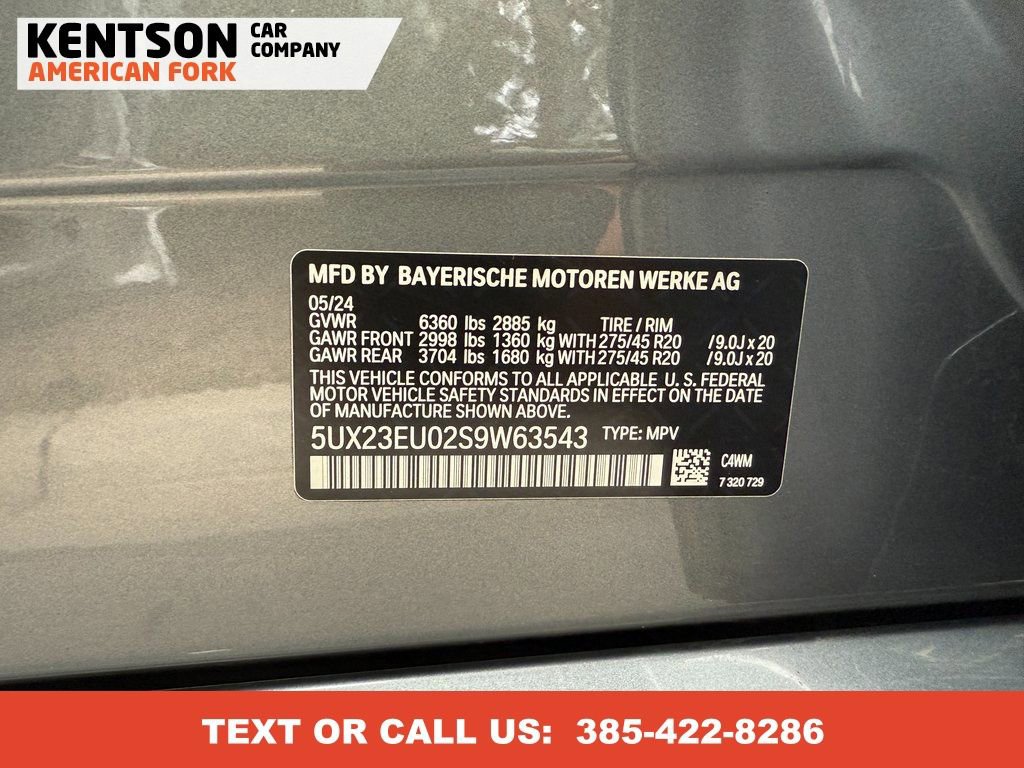 KENTSON CAR COMPANY
AMERICAN FORK
MFD BY BAYERISCHE MOTOREN WERKE AG
05/24
GVWR 6360 lbs 2885 kg TIRE / RIM
GAWR FRONT 2998 lbs 1360 kg WITH 275/45 R20 /9.0J x 20
GAWR REAR 3704 lbs 1680 kg WITH 275/45 R20 /9.0J x 20
THIS VEHICLE CONFORMS TO ALL APPLICABLE U. S. FEDERAL
MOTOR VEHICLE SAFETY STANDARDS IN EFFECT ON THE DATE
OF MANUFACTURE SHOWN ABOVE.
5UX23EU02S9W63543 TYPE: MPV
C4WM
7 320 729
TEXT OR CALL US: 385-422-8286